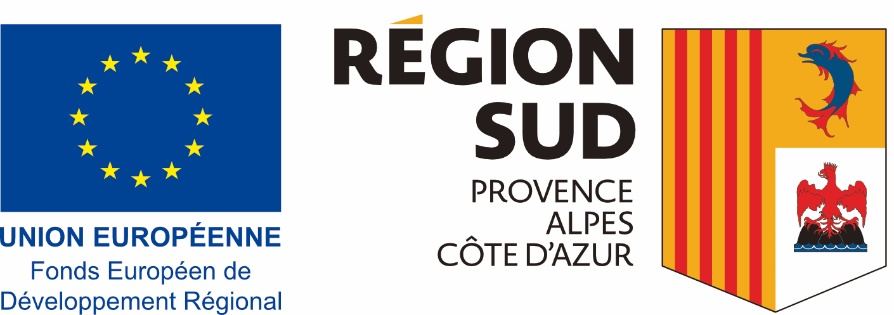 UNION EUROPÉENNE
Fonds Européen de
Développement Régional
RÉGION
SUD
PROVENCE
ALPES
CÔTE D'AZUR